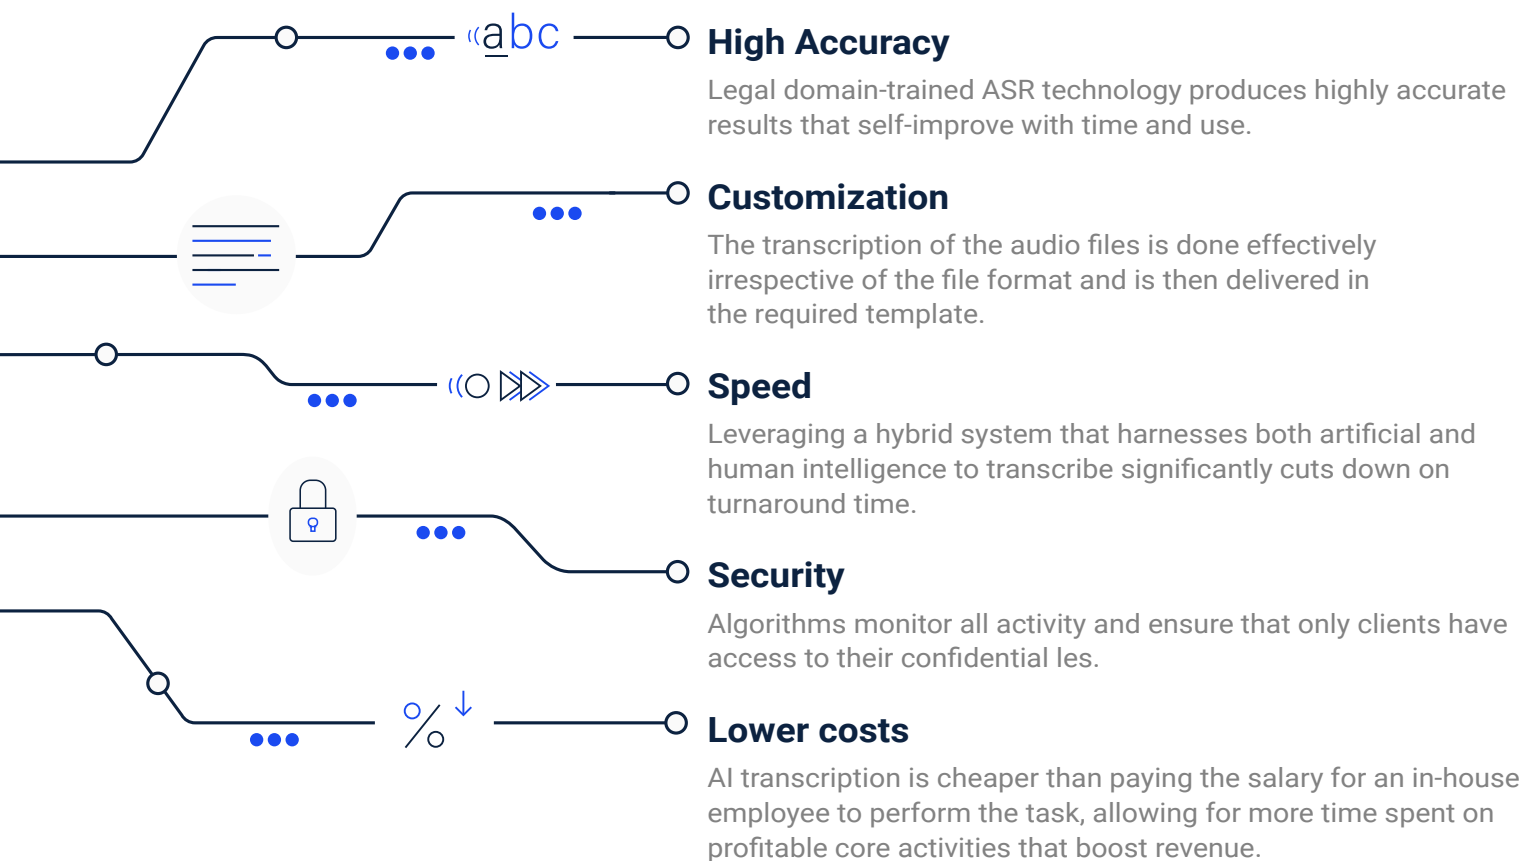 abc
High Accuracy
Legal domain-trained ASR technology produces highly accurate
results that self-improve with time and use.
Customization
The transcription of the audio files is done effectively
irrespective of the file format and is then delivered in
the required template.
Speed
Leveraging a hybrid system that harnesses both artificial and
human intelligence to transcribe significantly cuts down on
turnaround time.
Security
Algorithms monitor all activity and ensure that only clients have
access to their confidential les.
%
Lower costs
AI transcription is cheaper than paying the salary for an in-house
employee to perform the task, allowing for more time spent on
profitable core activities that boost revenue.